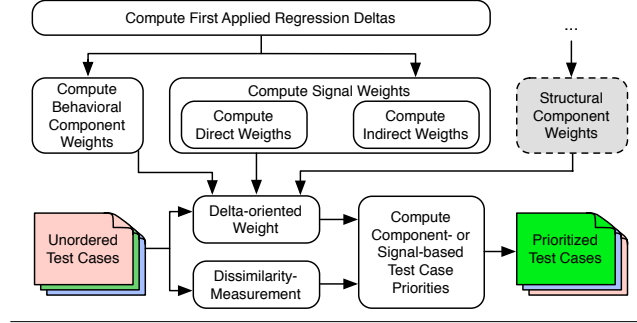 Compute First Applied Regression Deltas
...
Compute
Behavioral
Component
Weights
Compute Signal Weights
Compute
Direct Weigths
Compute
Indirect Weigths
Structural
Component
Weights
Unordered
Test Cases
Delta-oriented
Weight
Dissimilarity-
Measurement
Compute
Component- or
Signal-based
Test Case
Priorities
Prioritized
Test Cases